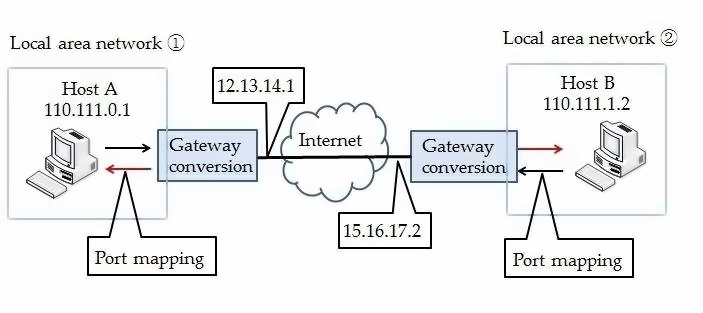 Local area network ①
Host A
110.111.0.1
Gateway
conversion
Port mapping
12.13.14.1
Internet
15.16.17.2
Local area network ②
Host B
110.111.1.2
Gateway
conversion
Port mapping